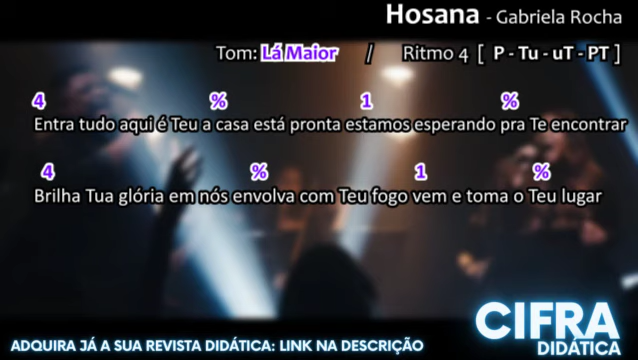 Hosana - Gabriela Rocha
Tom: Lá Maior / Ritmo 4 [ P - Tu - uT - PT ]
4 % 1 %
Entra tudo aqui é Teu a casa está pronta estamos esperando pra Te encontrar
4 % 1 %
Brilha Tua glória em nós envolva com Teu fogo vem e toma o Teu lugar
CIFRA
DIDÁTICA
ADQUIRA JÁ A SUA REVISTA DIDÁTICA: LINK NA DESCRIÇÃO